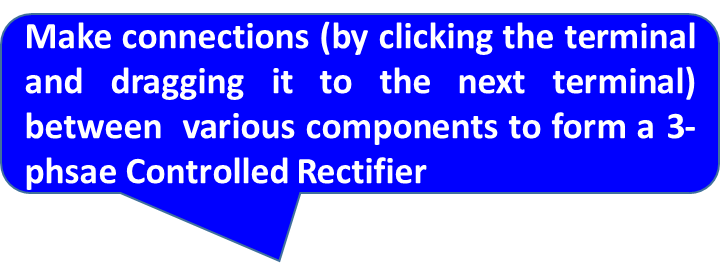 Make connections (by clicking the terminal
and dragging it to the next terminal)
between various components to form a 3-
phsae Controlled Rectifier